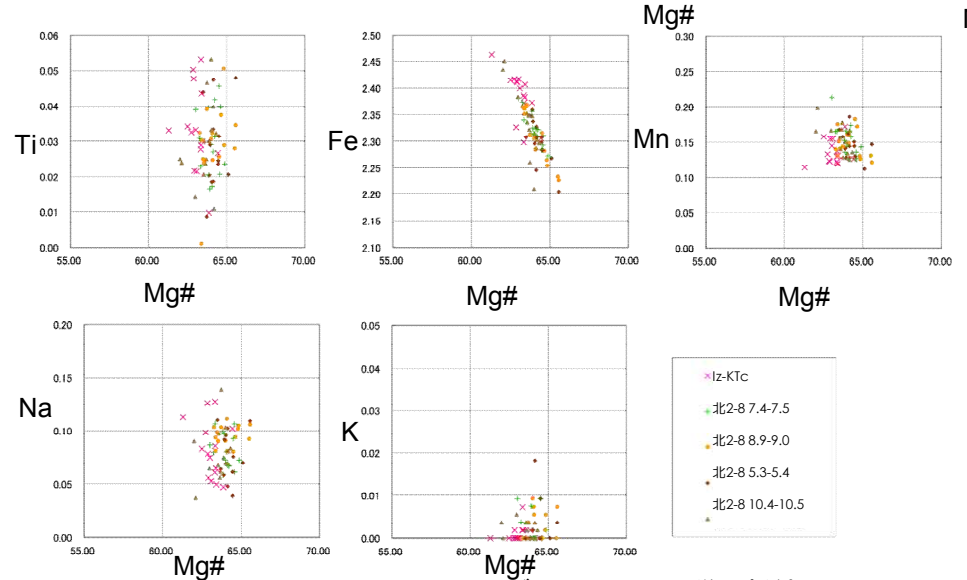 Mg#
Ti
0.06
0.05
0.04
0.03
0.02
0.01
0.00
55.00 60.00 65.00 70.00
Mg#
Fe
2.50
2.45
2.40
2.35
2.30
2.25
2.20
2.15
2.10
55.00 60.00 65.00 70.00
Mg#
Mn
0.30
0.25
0.20
0.15
0.10
0.05
0.00
55.00 60.00 65.00 70.00
Mg#
Na
0.20
0.15
0.10
0.05
0.00
55.00 60.00 65.00 70.00
Mg#
K
0.05
0.04
0.03
0.02
0.01
0.00
55.00 60.00 65.00 70.00
Mg#
Iz-KTc
北2-8 7.4-7.5
北2-8 8.9-9.0
北2-8 5.3-5.4
北2-8 10.4-10.5